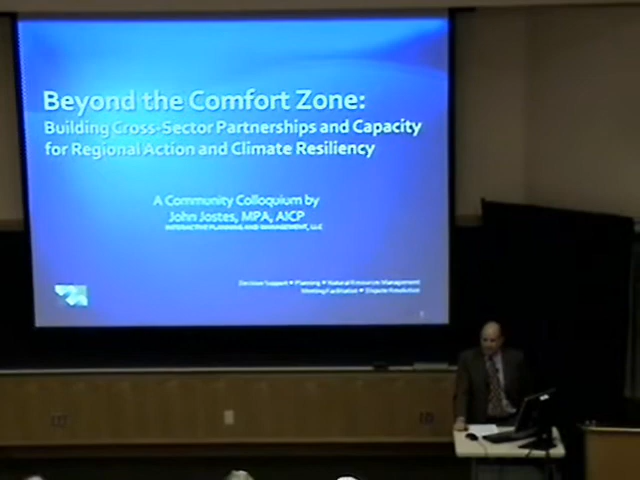 Beyond the Comfort Zone:
Building Cross-Sector Partnerships and Capacity
for Regional Action and Climate Resiliency
A Community Colloquium by
John Jostes, MPA, AICP
INTERACTIVE PLANNING AND MANAGEMENT, LLC
Decision Support • Planning • Natural Resources Management
Meeting Facilitation • Dispute Resolution